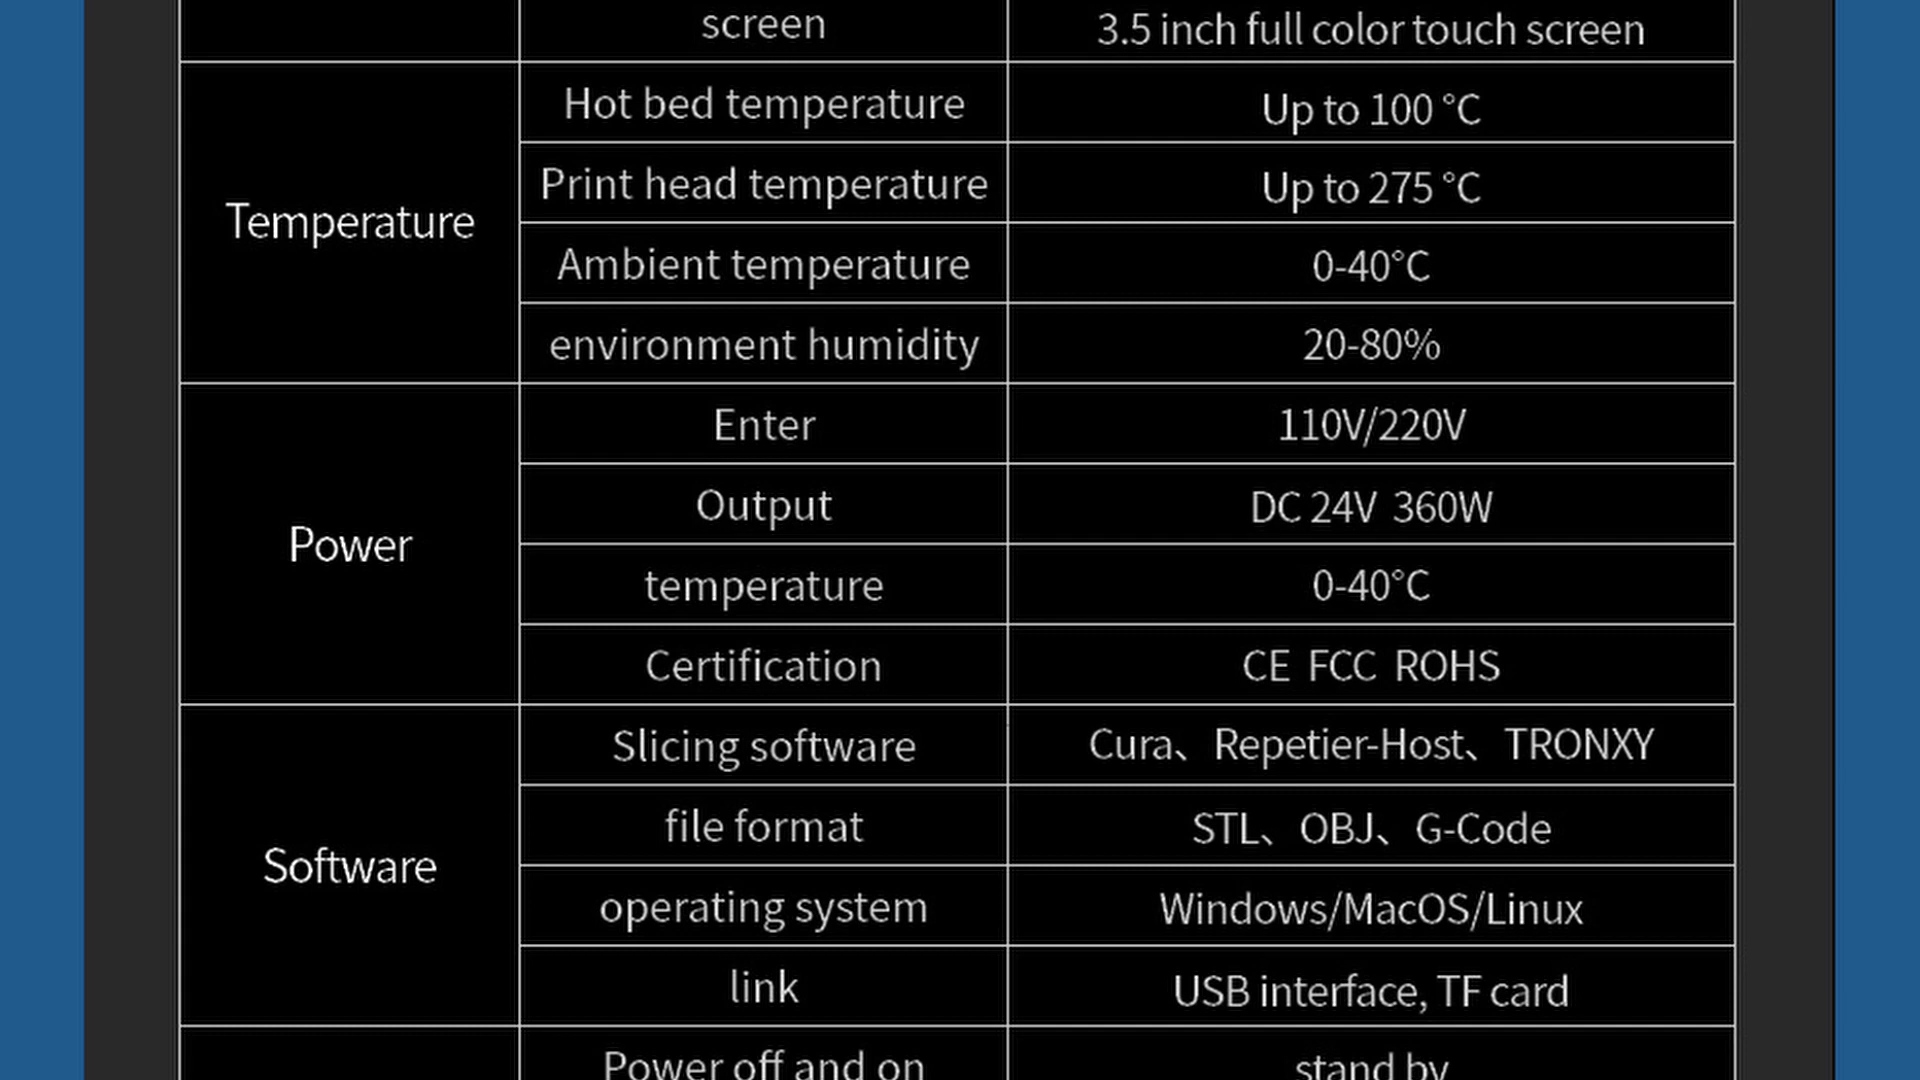 screen 3.5 inch full color touch screen
Hot bed temperature Up to 100 °C
Print head temperature Up to 275 °C
Temperature
Ambient temperature 0-40°C
environment humidity 20-80%
Enter 110V/220V
Output DC 24V 360W
Power
temperature 0-40°C
Certification CE FCC ROHS
Slicing software Cura、Repetier-Host、TRONXY
file format STL、OBJ、G-Code
Software
operating system Windows/MacOS/Linux
link USB interface, TF card
Power off and on stand by